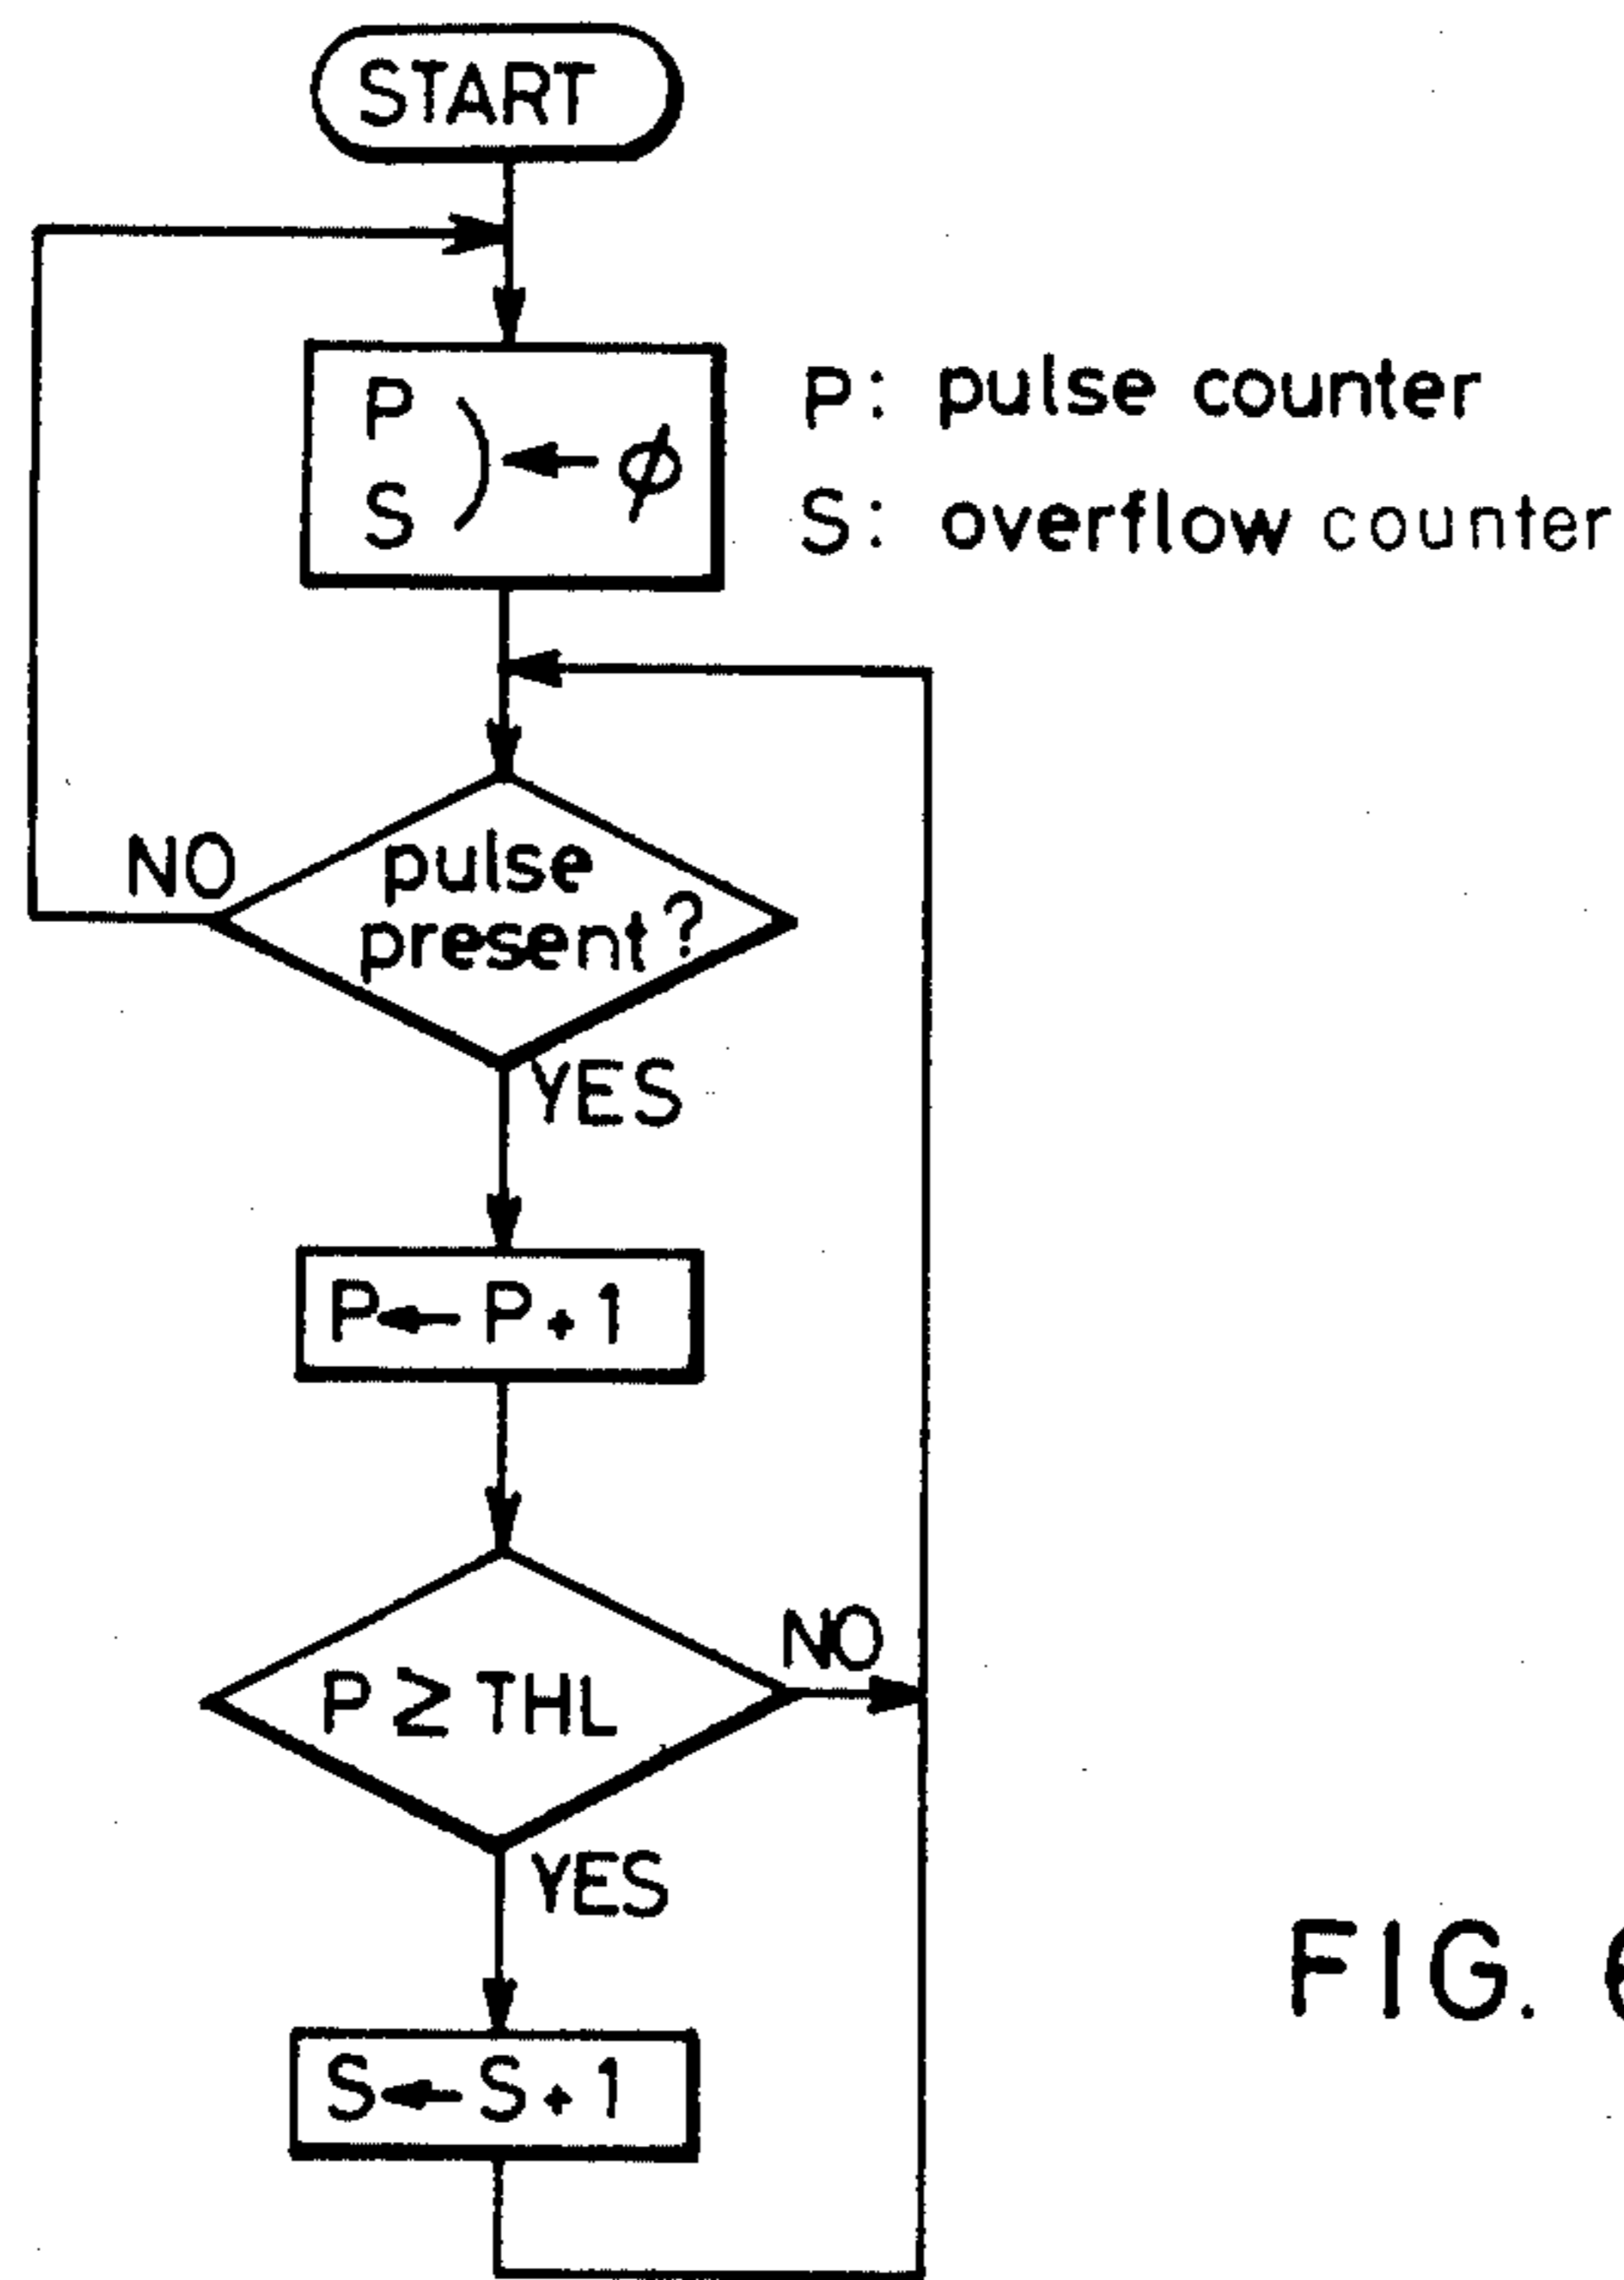 START
P
S ) ← ϕ
P: pulse counter
S: overflow counter
NO
pulse
present?
YES
P ← P + 1
P ≥ THL
NO
YES
S ← S + 1
FIG.